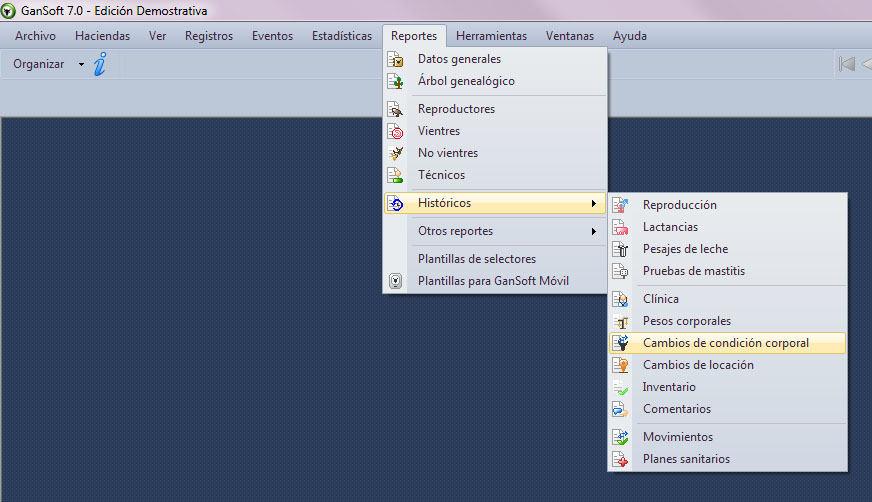 GanSoft 7.0 - Edición Demostrativa
Archivo Haciendas Ver Registros Eventos Estadísticas Reportes Herramientas Ventanas Ayuda
Organizar
Datos generales
Árbol genealógico
Reproductores
Vientres
No vientres
Técnicos
Históricos
Otros reportes
Plantillas de selectores
Plantillas para GanSoft Móvil
Reproducción
Lactancias
Pesajes de leche
Pruebas de mastitis
Clínica
Pesos corporales
Cambios de condición corporal
Cambios de locación
Inventario
Comentarios
Movimientos
Planes sanitarios